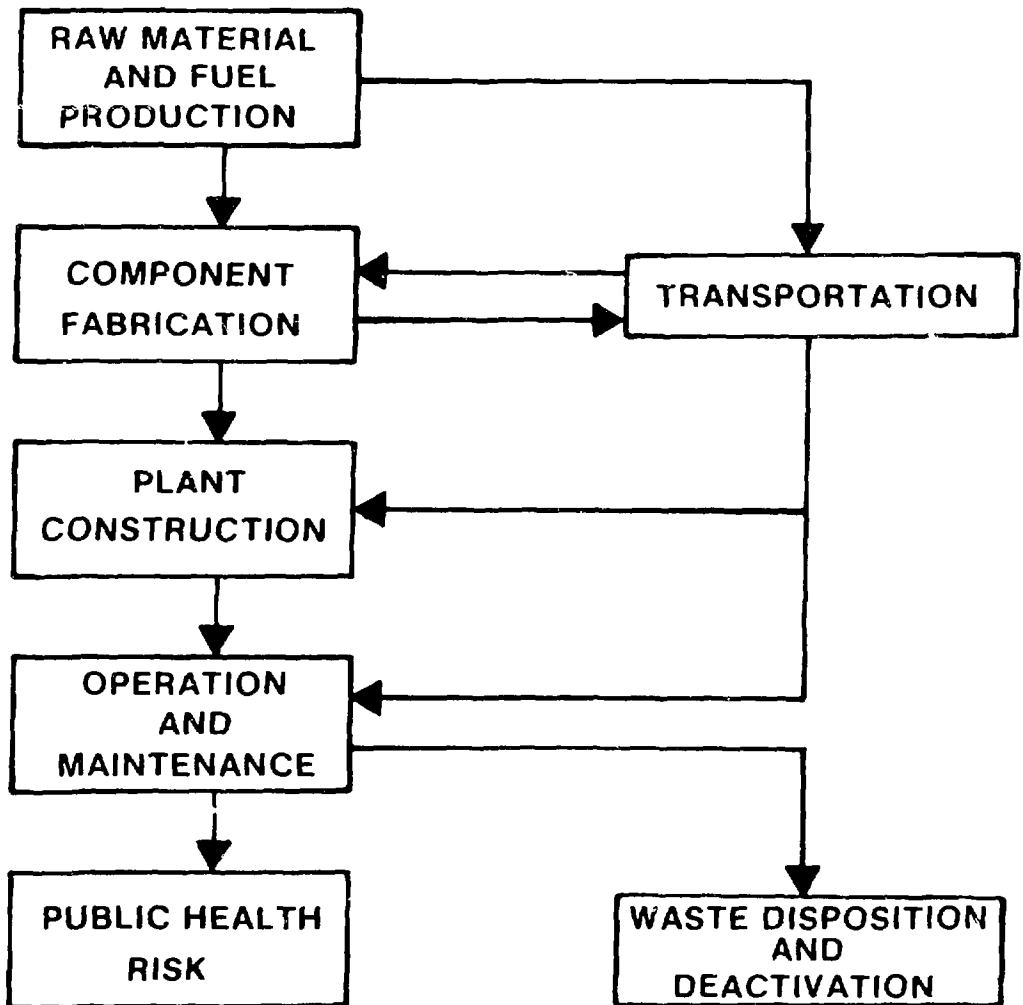 RAW MATERIAL
AND FUEL
PRODUCTION
COMPONENT
FABRICATION
TRANSPORTATION
PLANT
CONSTRUCTION
OPERATION
AND
MAINTENANCE
PUBLIC HEALTH
RISK
WASTE DISPOSITION
AND
DEACTIVATION